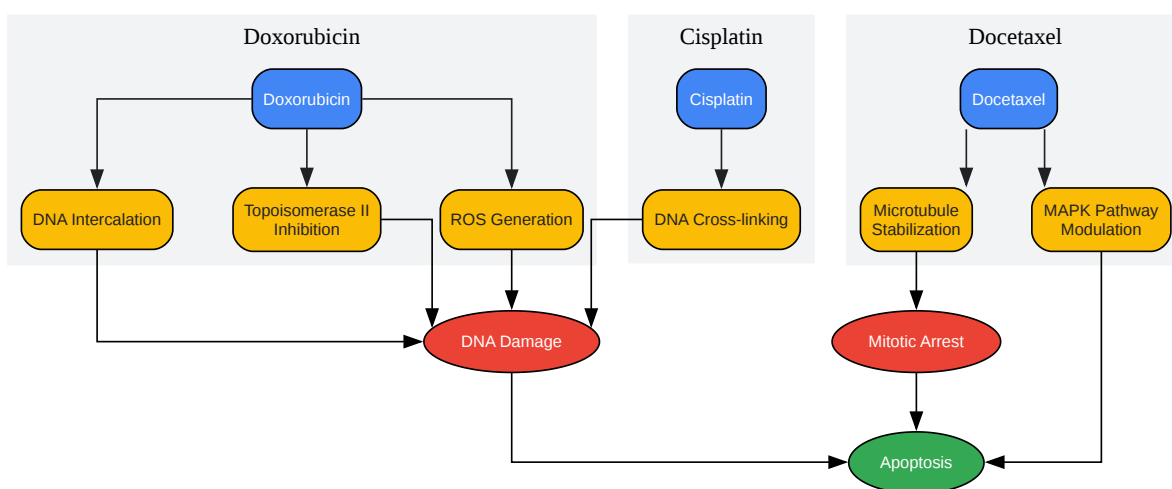 Doxorubicin
Cisplatin
Docetaxel
Doxorubicin
Cisplatin
Docetaxel
DNA Intercalation
Topoisomerase II
Inhibition
ROS Generation
DNA Cross-linking
Microtubule
Stabilization
MAPK Pathway
Modulation
DNA Damage
Mitotic Arrest
Apoptosis